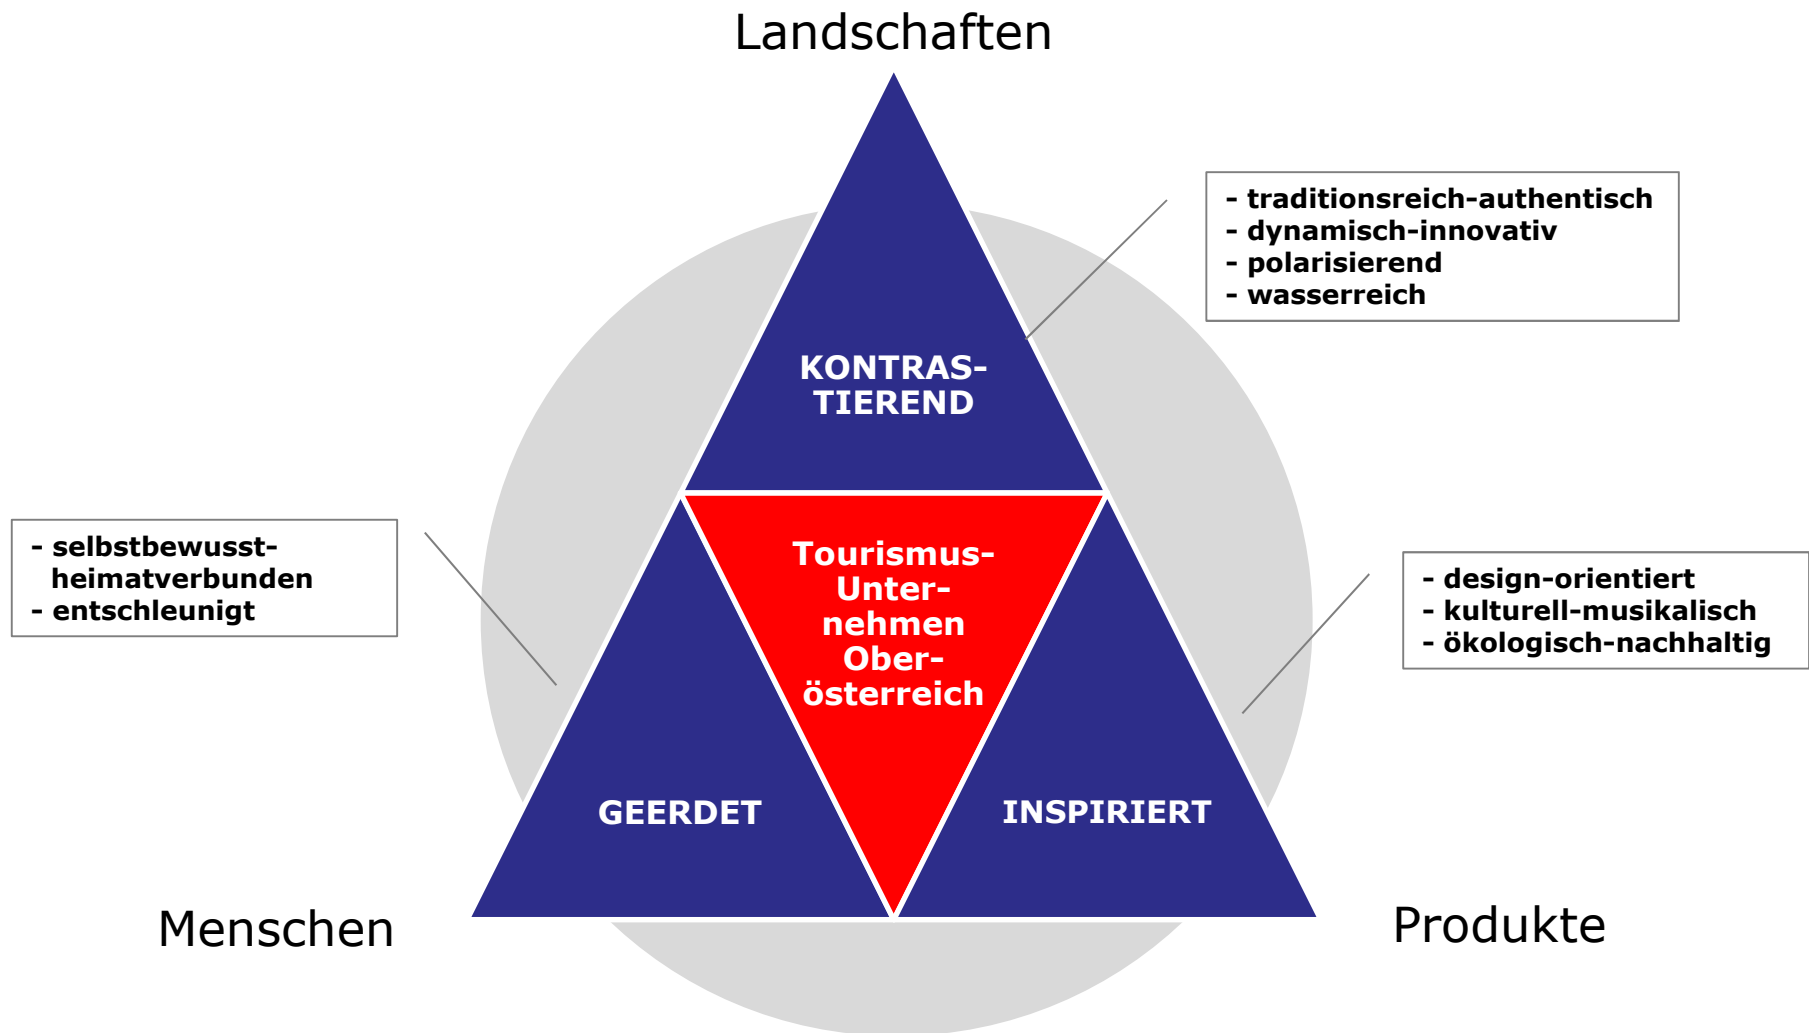 Landschaften
- traditionsreich-authentisch
- dynamisch-innovativ
- polarisierend
- wasserreich
KONTRAS-
TIEREND
- selbstbewusst-
heimatverbunden
- entschleunigt
Tourismus-
Unter-
nehmen
Ober-
österreich
- design-orientiert
- kulturell-musikalisch
- ökologisch-nachhaltig
GEERDET
INSPIRIERT
Menschen
Produkte